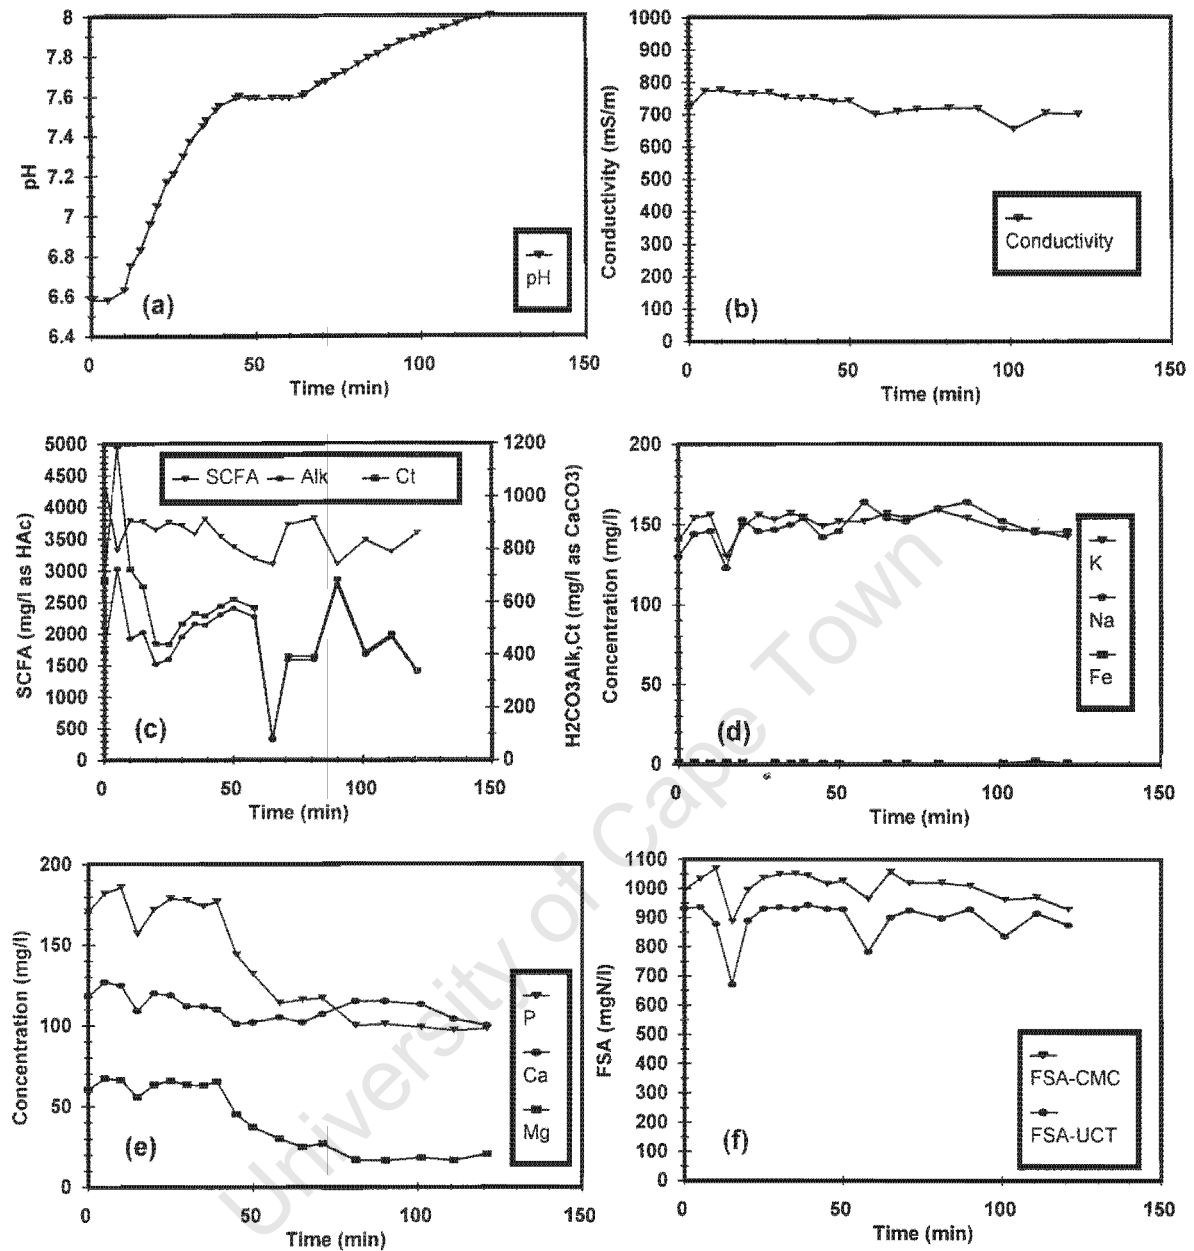 8
7.8
7.6
7.4
7.2
7
6.8
6.6
6.4
pH
(a)
pH
0 50 100 150
Time (min)
1000
900
800
700
600
500
400
300
200
100
0
Conductivity (mS/m)
Conductivity
(b)
0 50 100 150
Time (min)
5000
4500
4000
3500
3000
2500
2000
1500
1000
500
0
SCFA (mg/l as HAc)
SCFA Alk Ct
1200
1000
800
600
400
200
0
H2CO3Alk,Ct (mg/l as CaCO3)
(c)
0 50 100 150
Time (min)
200
150
100
50
0
Concentration (mg/l)
K
Na
Fe
(d)
0 50 100 150
Time (min)
200
150
100
50
0
Concentration (mg/l)
P
Ca
Mg
(e)
0 50 100 150
Time (min)
1100
1000
900
800
700
600
500
400
300
200
100
0
FSA (mgN/l)
FSA-CMC
FSA-UCT
(f)
0 50 100 150
Time (min)
University of Cape Town